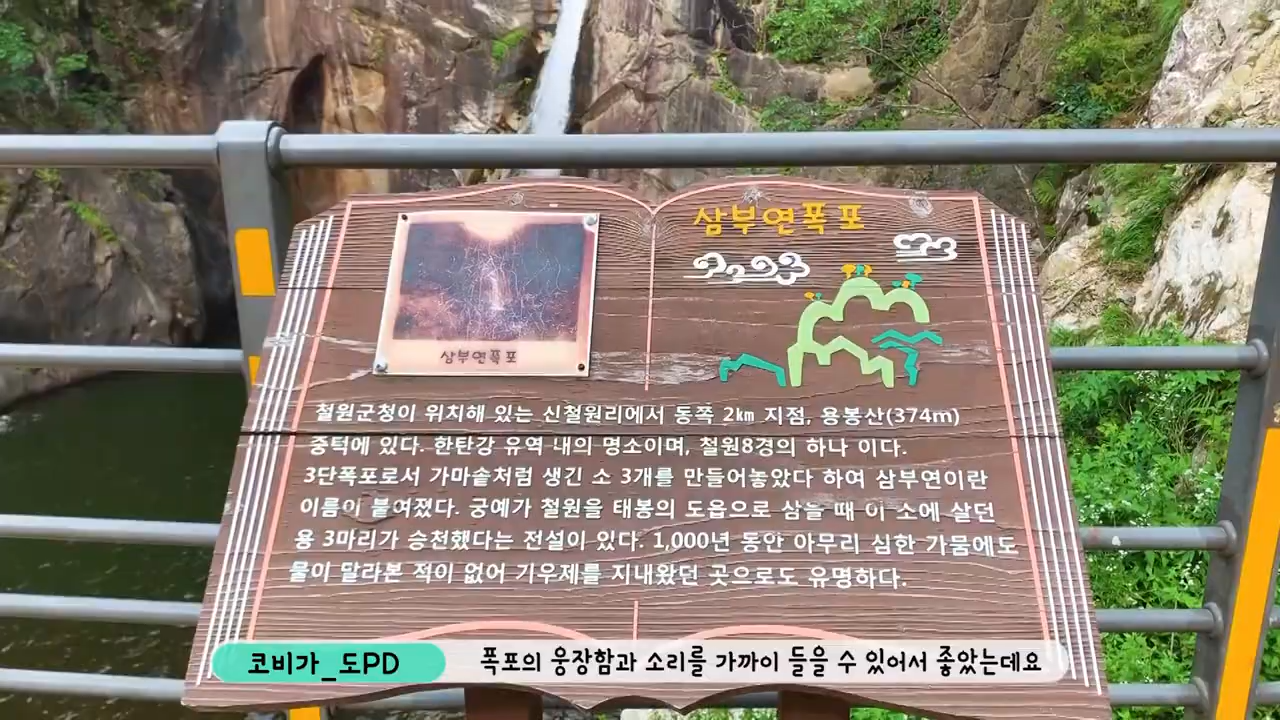 삼부연폭포
삼부연폭포
철원군청이 위치해 있는 신철원리에서 동쪽 2㎞ 지점, 용봉산(374m)
중턱에 있다. 한탄강 유역 내의 명소이며, 철원8경의 하나 이다.
3단폭포로서 가마솥처럼 생긴 소 3개를 만들어놓았다 하여 삼부연이란
이름이 붙여졌다. 궁예가 철원을 태봉의 도읍으로 삼을 때 이 소에 살던
용 3마리가 승천했다는 전설이 있다. 1,000년 동안 아무리 심한 가뭄에도
물이 말라본 적이 없어 기우제를 지내왔던 곳으로도 유명하다.
코비가_도PD 폭포의 웅장함과 소리를 가까이 들을 수 있어서 좋았는데요